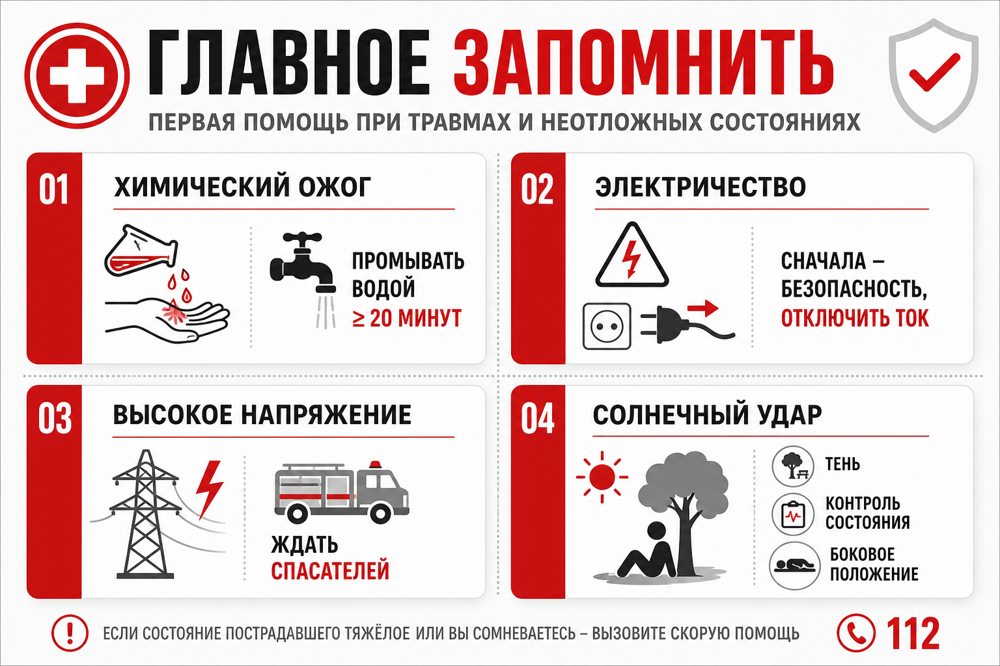 ГЛАВНОЕ ЗАПОМНИТЬ
ПЕРВАЯ ПОМОЩЬ ПРИ ТРАВМАХ И НЕОТЛОЖНЫХ СОСТОЯНИЯХ
01
ХИМИЧЕСКИЙ ОЖОГ
ПРОМЫВАТЬ
ВОДОЙ
≥ 20 МИНУТ
02
ЭЛЕКТРИЧЕСТВО
СНАЧАЛА –
БЕЗОПАСНОСТЬ,
ОТКЛЮЧИТЬ ТОК
03
ВЫСОКОЕ НАПРЯЖЕНИЕ
ЖДАТЬ
СПАСАТЕЛЕЙ
04
СОЛНЕЧНЫЙ УДАР
ТЕНЬ
КОНТРОЛЬ
СОСТОЯНИЯ
БОКОВОЕ
ПОЛОЖЕНИЕ
ЕСЛИ СОСТОЯНИЕ ПОСТРАДАВШЕГО ТЯЖЁЛОЕ ИЛИ ВЫ СОМНЕВАЕТЕСЬ – ВЫЗОВИТЕ СКОРУЮ ПОМОЩЬ
112